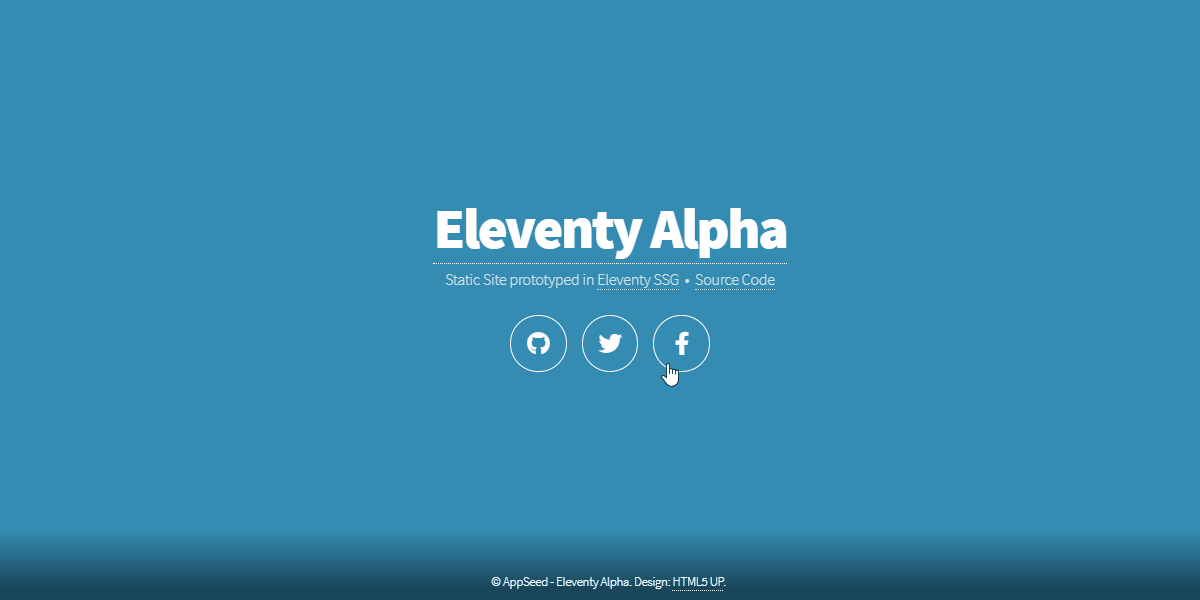 Eleventy Alpha
Static Site prototyped in Eleventy SSG • Source Code
© AppSeed - Eleventy Alpha. Design: HTML5 UP.